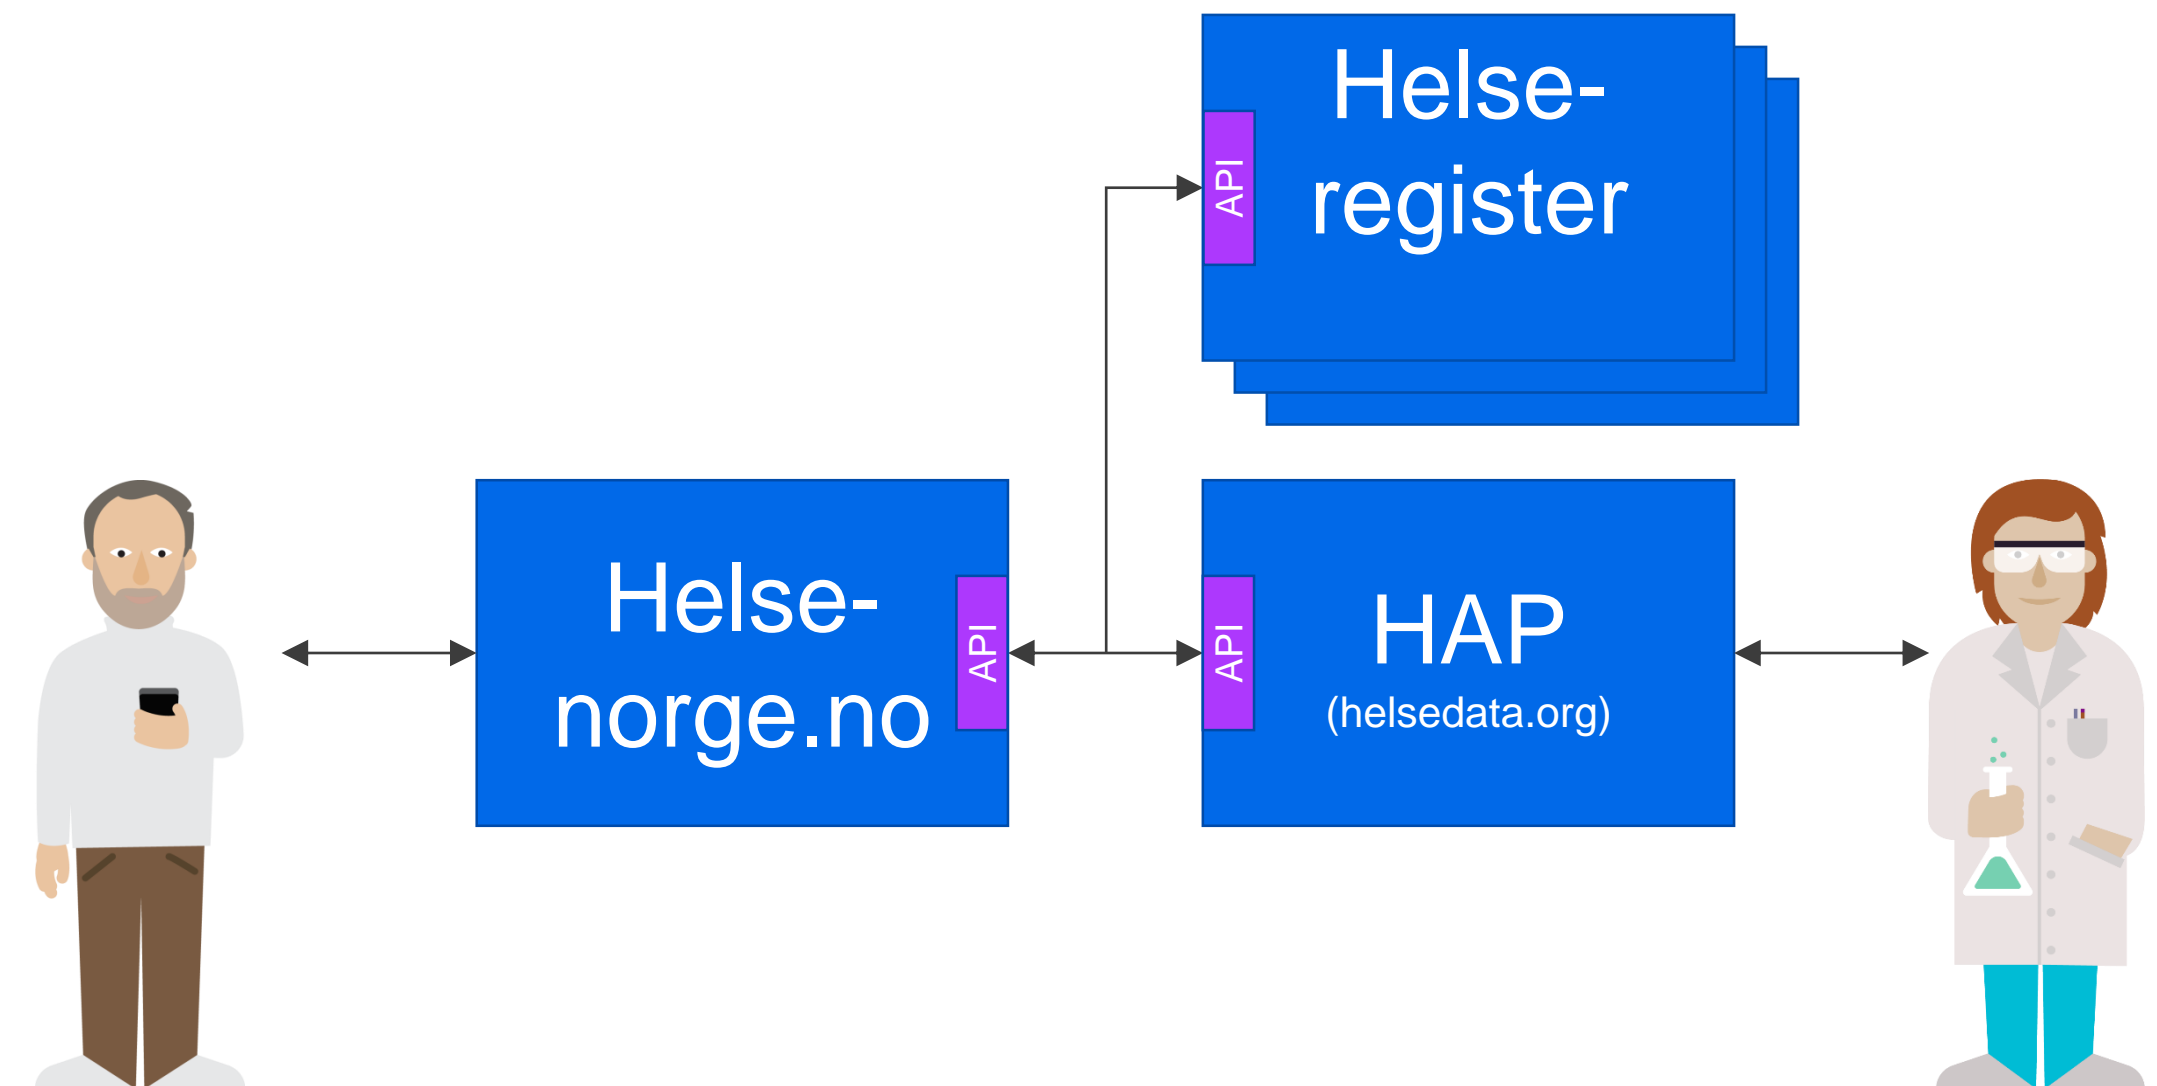 Helse-
register
API
Helse-
norge.no
API
API
HAP
(helsedata.org)